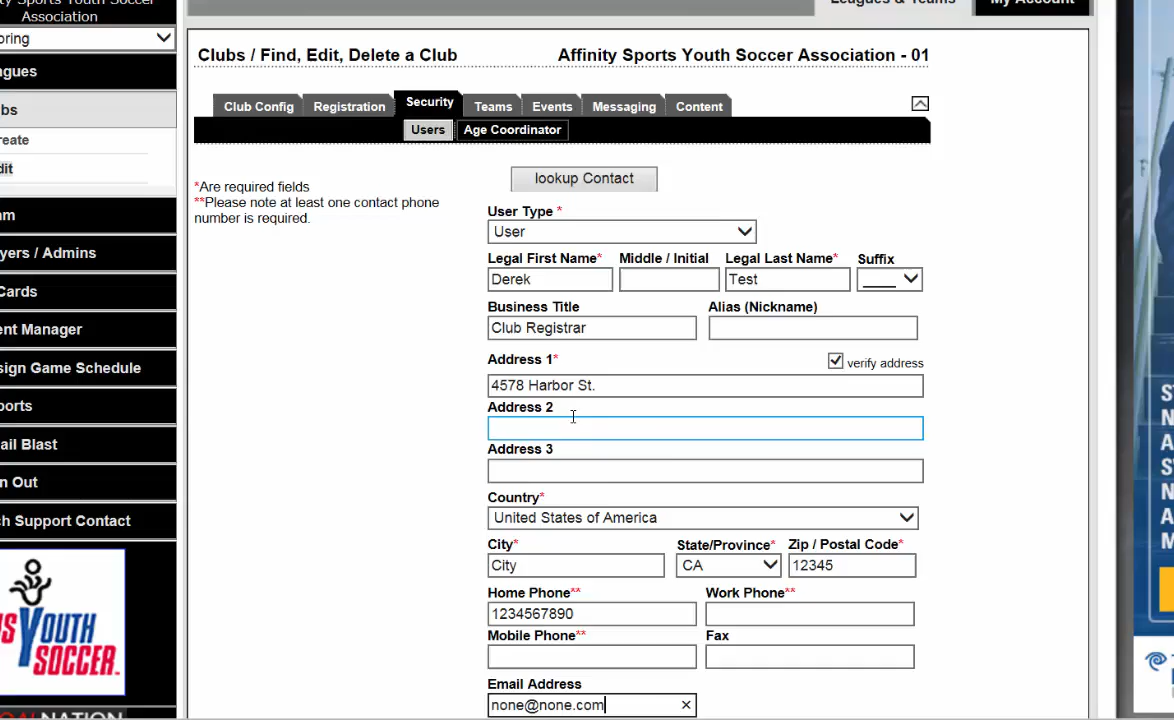 Association
Leagues & Teams
My Account
Clubs / Find, Edit, Delete a Club
Affinity Sports Youth Soccer Association - 01
Club Config
Registration
Security
Teams
Events
Messaging
Content
Users
Age Coordinator
lookup Contact
*Are required fields
**Please note at least one contact phone
number is required.
User Type *
User
Legal First Name*
Middle / Initial
Legal Last Name*
Suffix
Derek
Test
____
Business Title
Alias (Nickname)
Club Registrar
Address 1*
verify address
4578 Harbor St.
Address 2
Address 3
Country*
United States of America
City*
State/Province*
Zip / Postal Code*
City
CA
12345
Home Phone**
Work Phone**
1234567890
Mobile Phone**
Fax
Email Address
none@none.com
oring
gues
bs
reate
dit
am
yers / Admins
Cards
ent Manager
sign Game Schedule
ports
ail Blast
n Out
ch Support Contact
US YOUTH
SOCCER